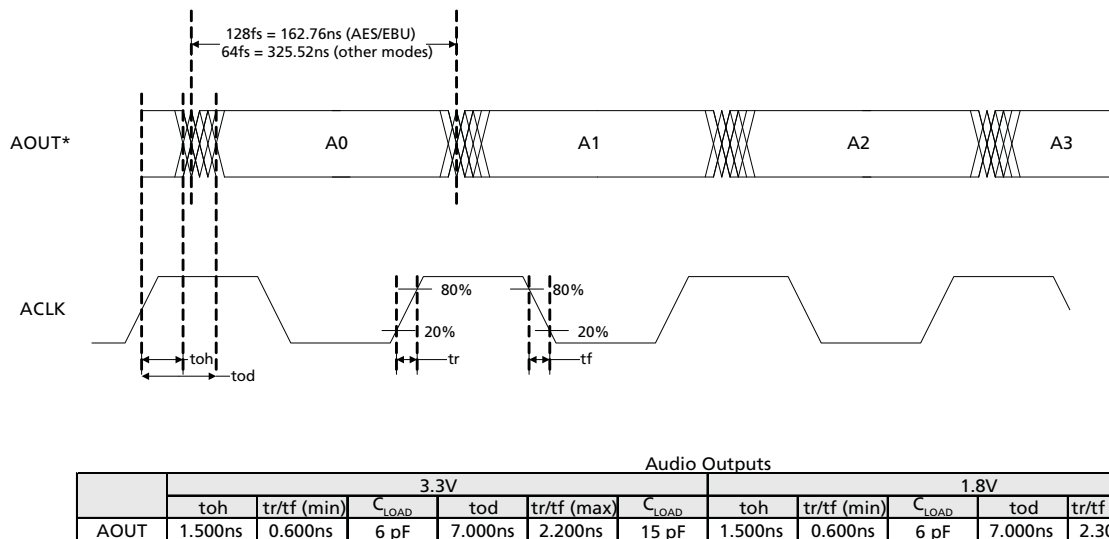 128fs = 162.76ns (AES/EBU)
64fs = 325.52ns (other modes)
AOUT* A0 A1 A2 A3
ACLK
80% 80%
20% 20%
toh tr tf
tod
Audio Outputs
3.3V 1.8V
toh tr/tf (min) CLOAD tod tr/tf (max) CLOAD toh tr/tf (min) CLOAD tod tr/tf
AOUT 1.500ns 0.600ns 6 pF 7.000ns 2.200ns 15 pF 1.500ns 0.600ns 6 pF 7.000ns